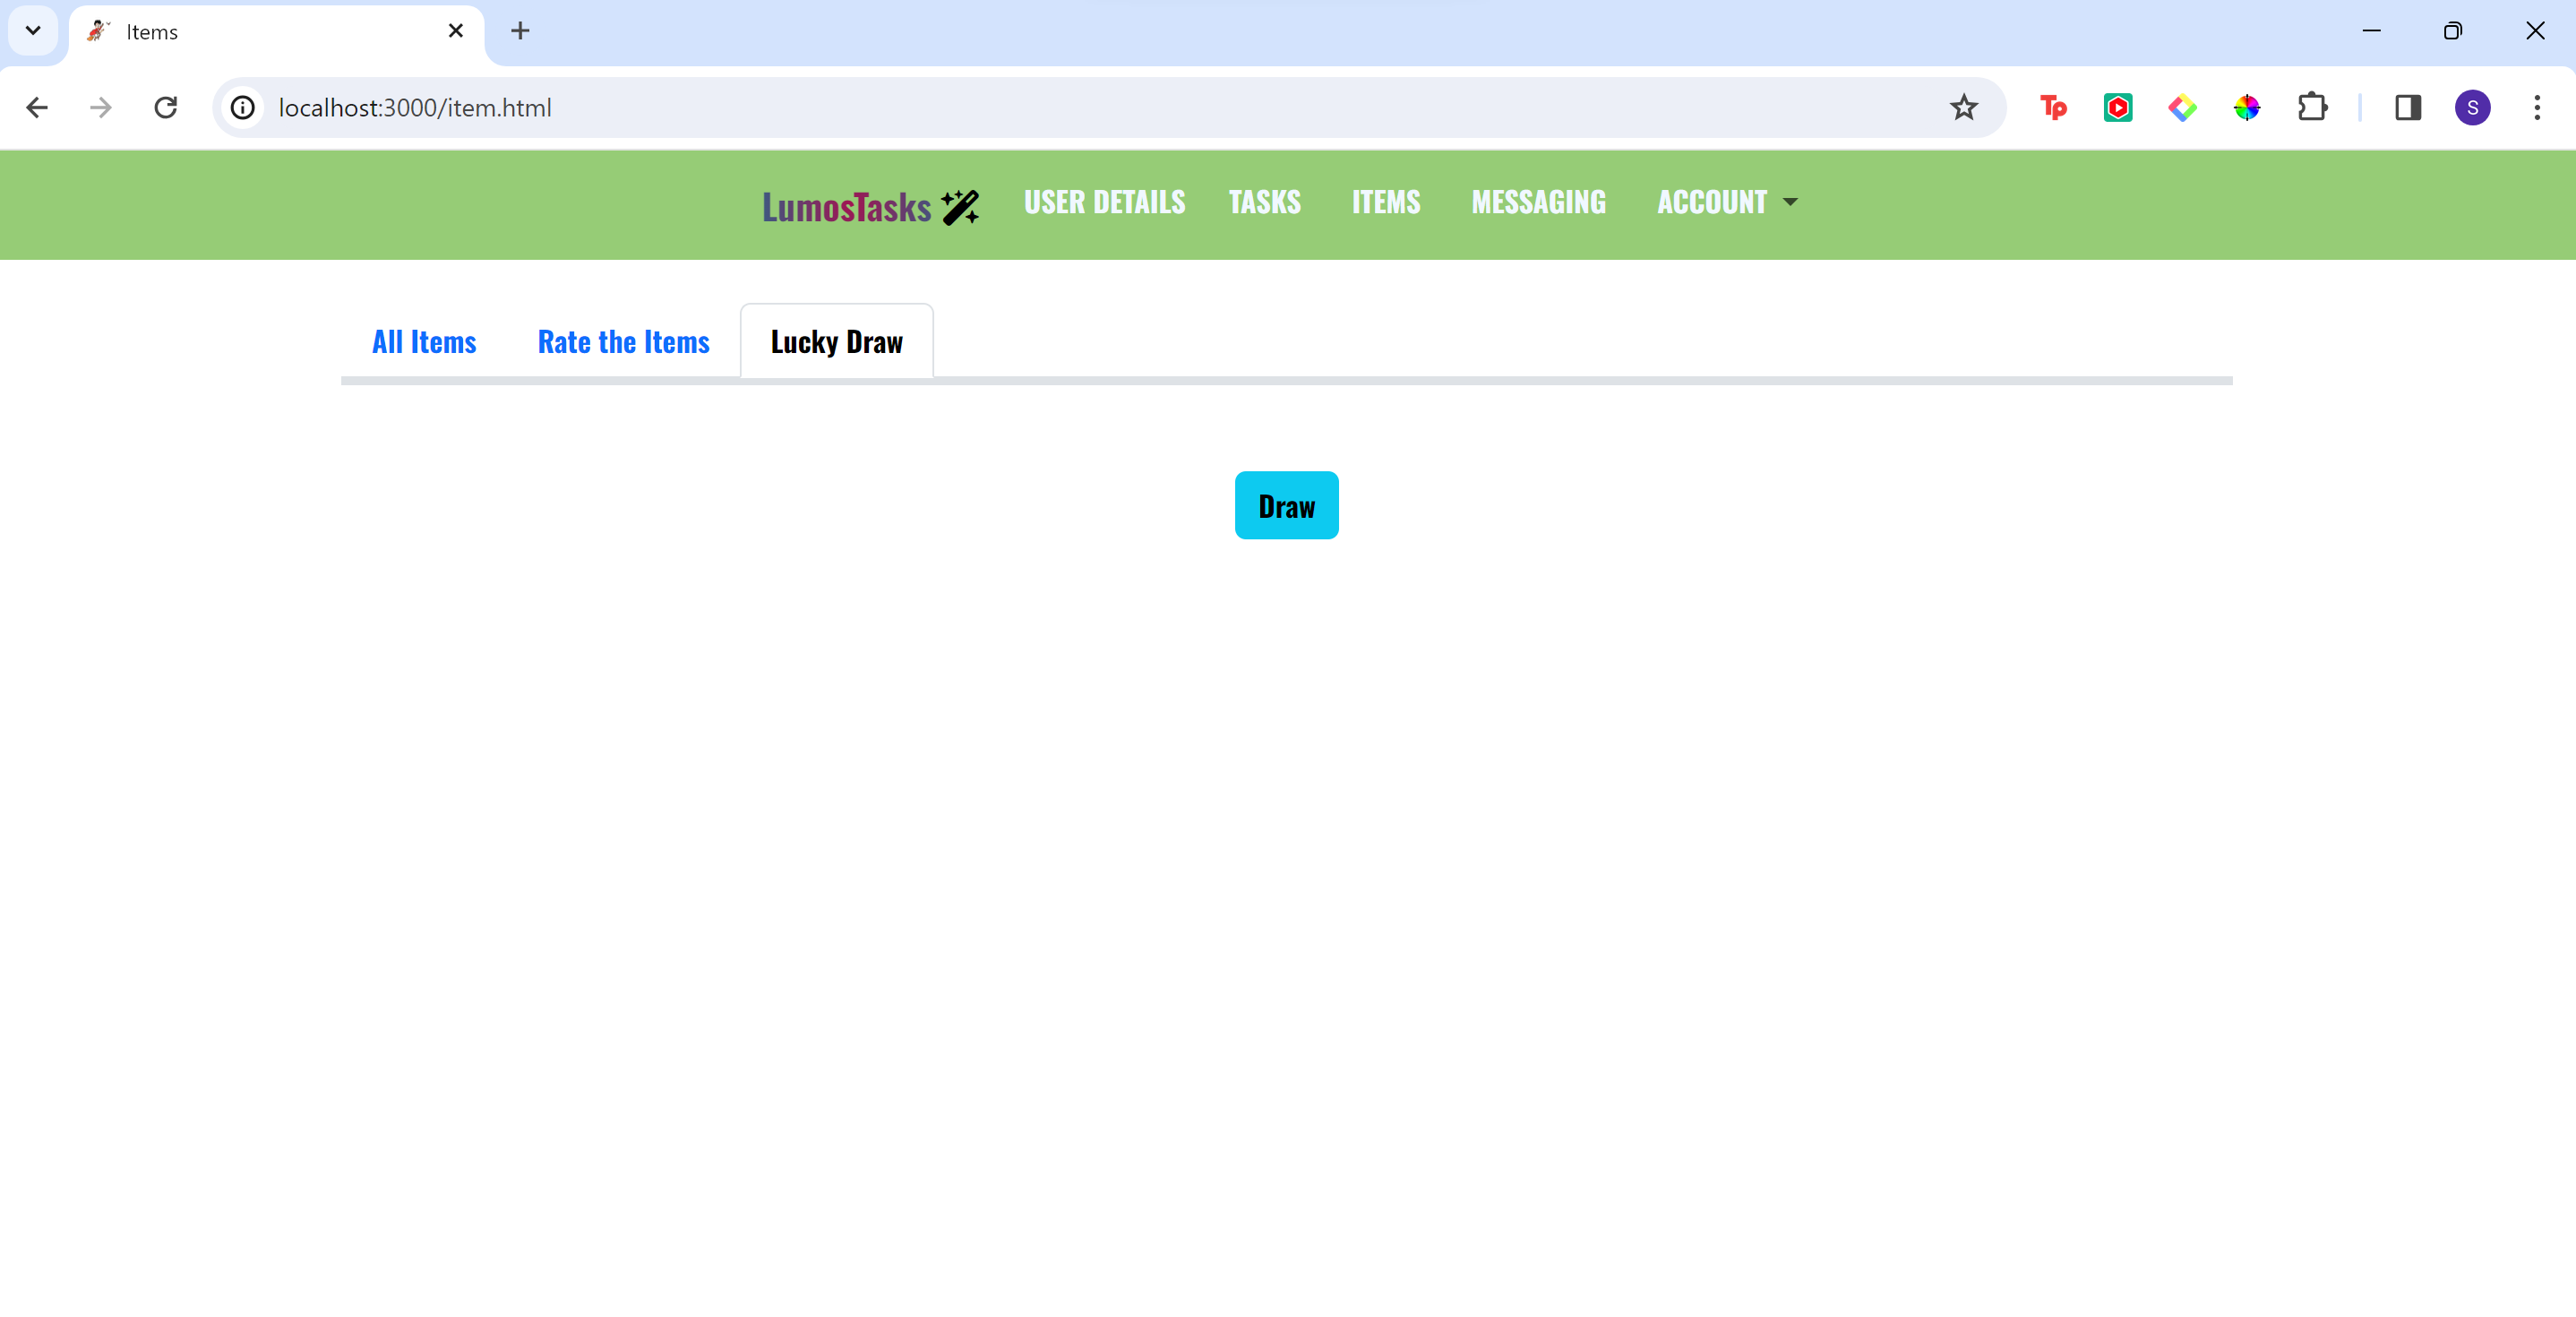 Items
localhost:3000/item.html
Tp
S
LumosTasks USER DETAILS TASKS ITEMS MESSAGING ACCOUNT
All Items Rate the Items Lucky Draw
Draw